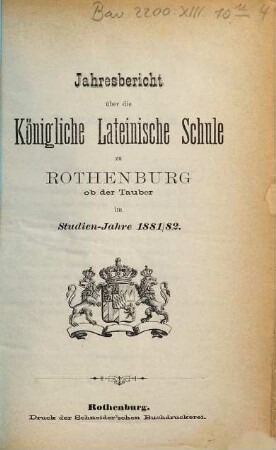 Bav. 2200. XIII. 10 u 4
Jahresbericht
über die
Königliche Lateinische Schule
zu
ROTHENBURG
ob der Tauber
im
Studien-Jahre 1881/82.
Rothenburg.
Druck der Schneider'schen Buchdruckerei.